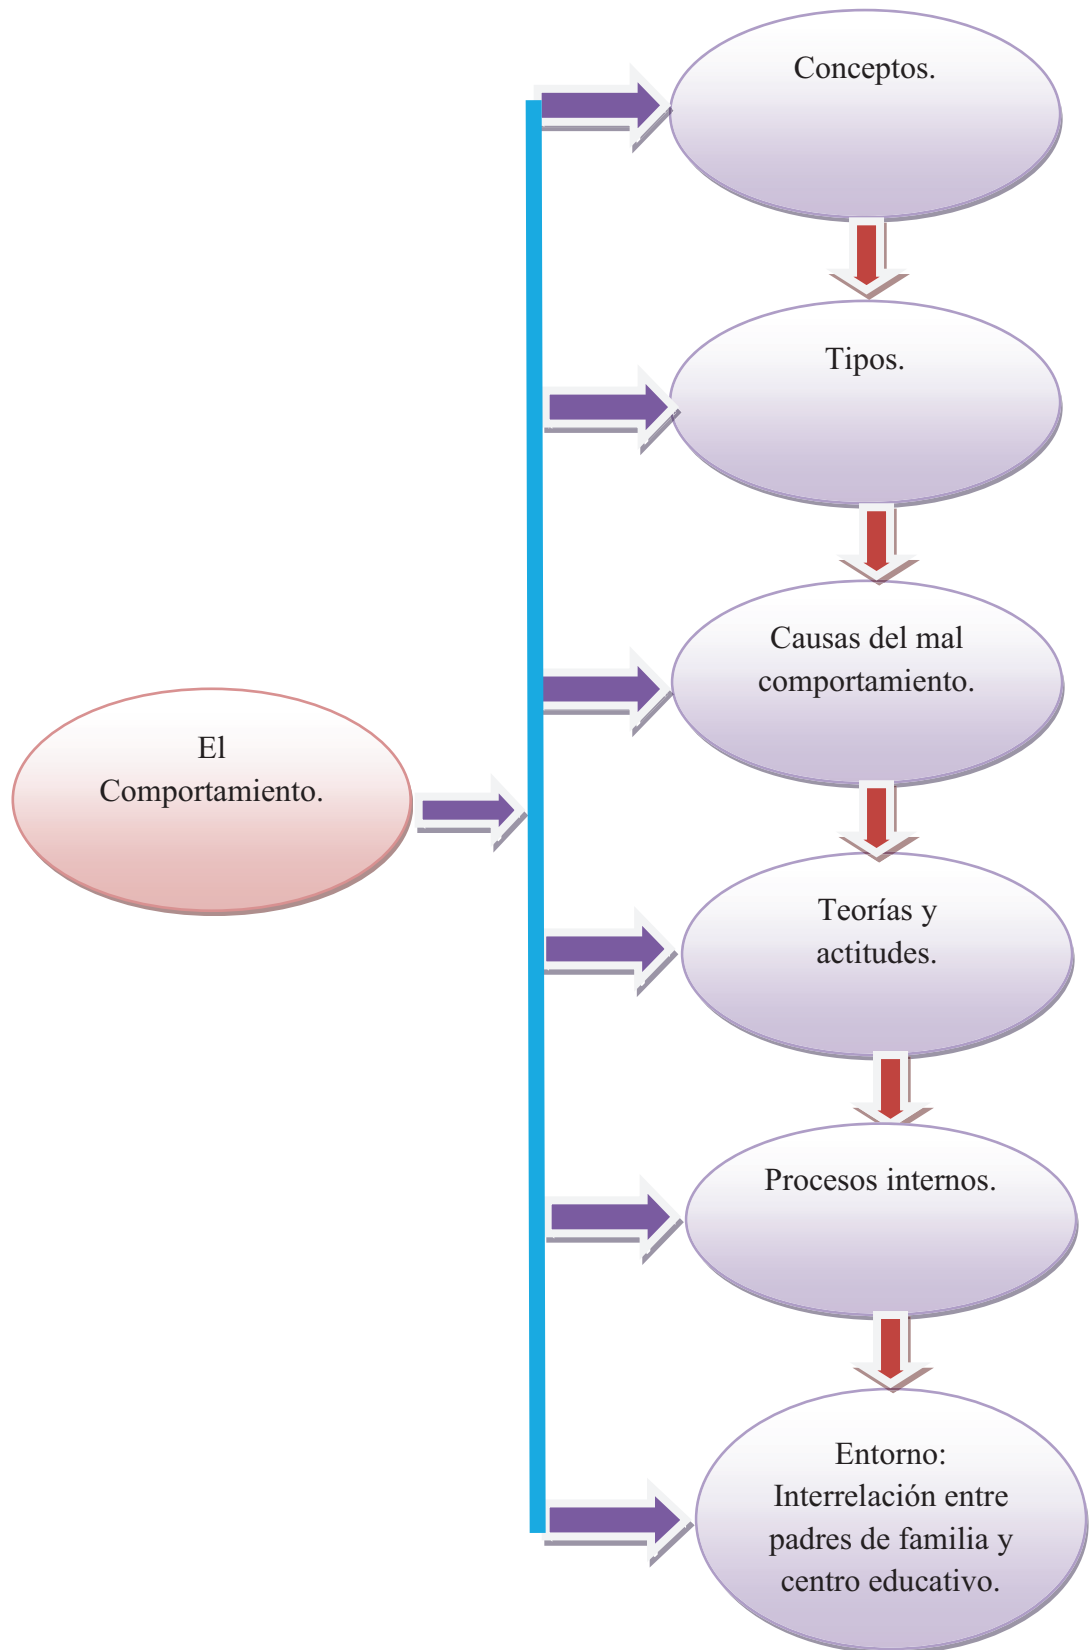 Conceptos.
Tipos.
Causas del mal
comportamiento.
El
Comportamiento.
Teorías y
actitudes.
Procesos internos.
Entorno:
Interrelación entre
padres de familia y
centro educativo.